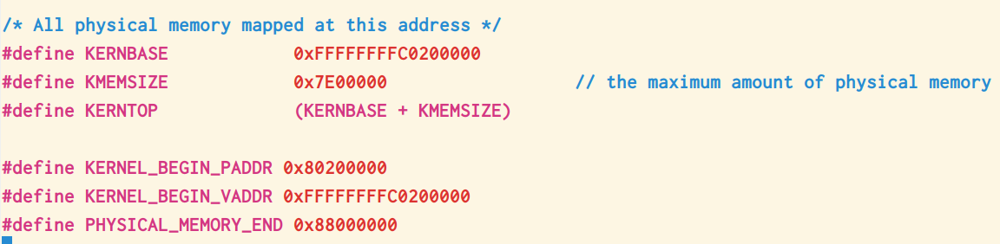 /* All physical memory mapped at this address */
#define KERNBASE            0xFFFFFFFFC0200000
#define KMEMSIZE            0x7E00000                  // the maximum amount of physical memory
#define KERNTOP             (KERNBASE + KMEMSIZE)

#define KERNEL_BEGIN_PADDR 0x80200000
#define KERNEL_BEGIN_VADDR 0xFFFFFFFFC0200000
#define PHYSICAL_MEMORY_END 0x88000000